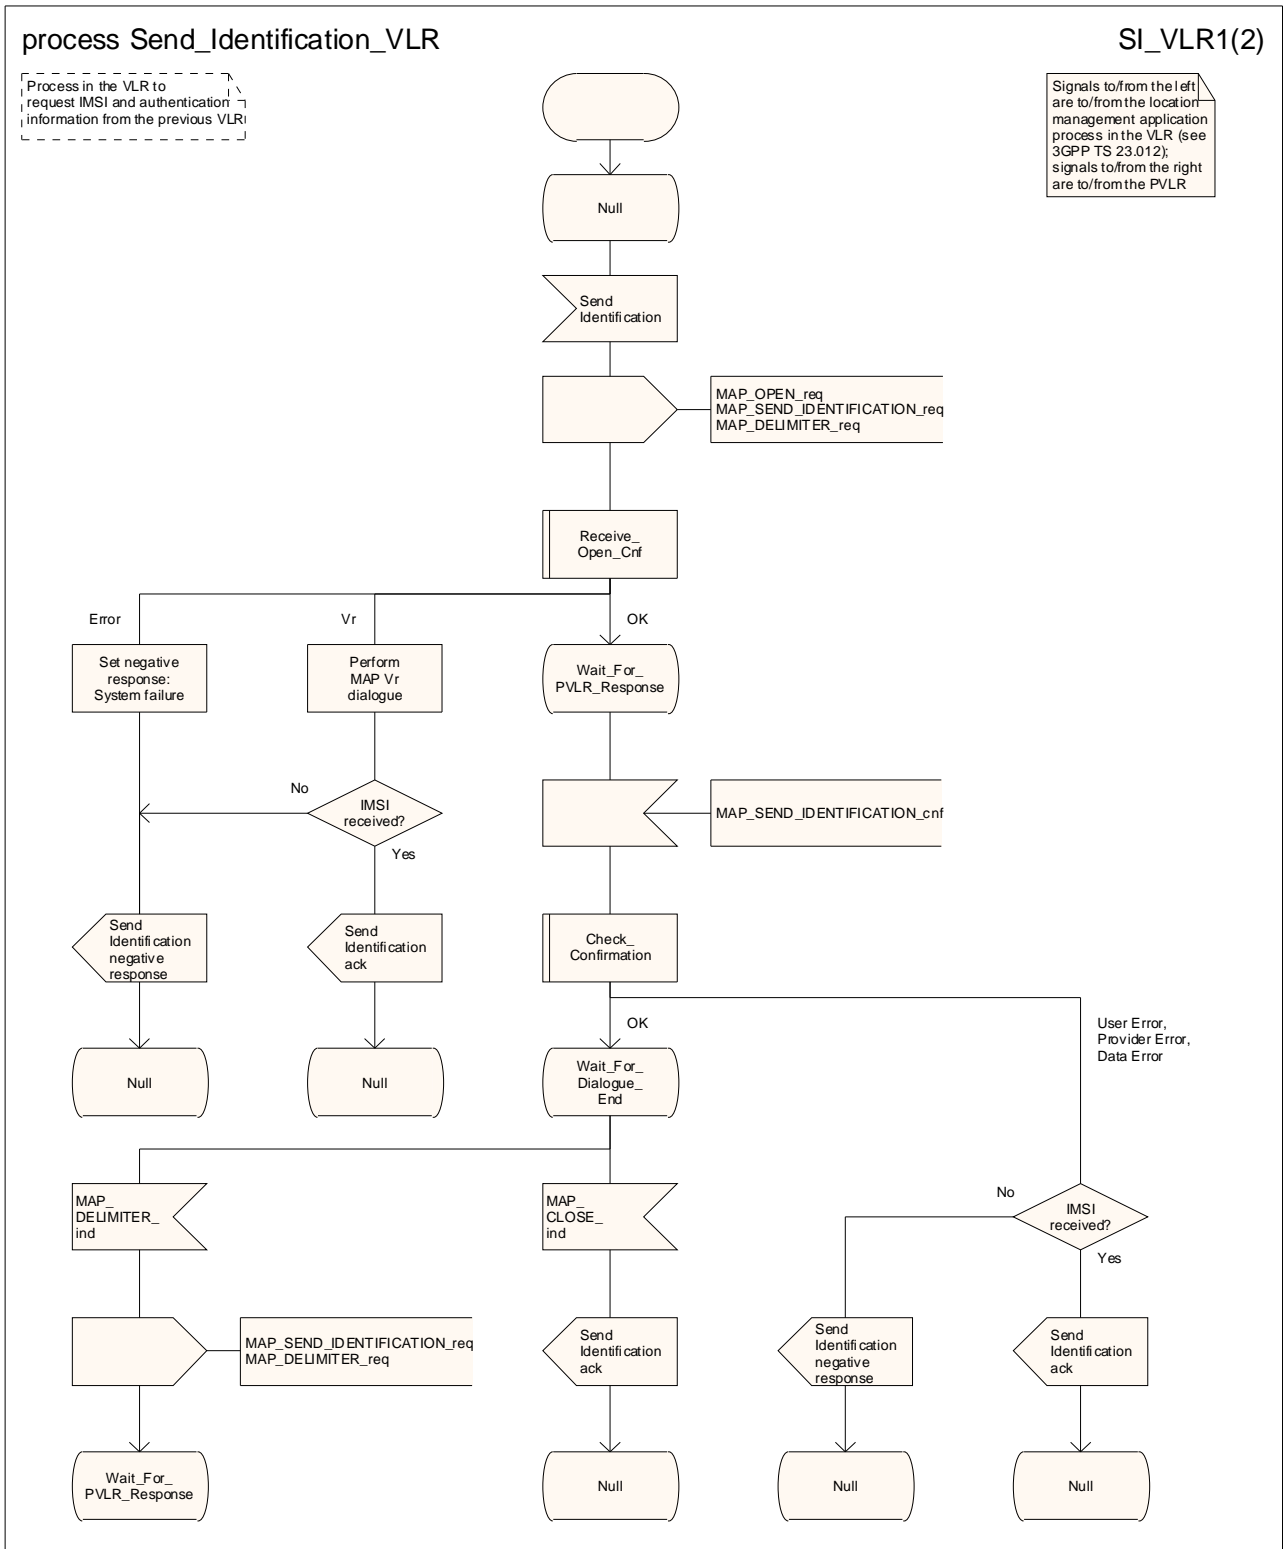 process Send_Identification_VLR
SI_VLR1(2)
Process in the VLR to
request IMSI and authentication
information from the previous VLR
Signals to/from the left
are to/from the location
management application
process in the VLR (see
3GPP TS 23.012);
signals to/from the right
are to/from the PVLR
Null
Send
Identification
MAP_OPEN_req
MAP_SEND_IDENTIFICATION_req
MAP_DELIMITER_req
Receive_
Open_Cnf
Error
Vr
OK
Set negative
response:
System failure
Perform
MAP Vr
dialogue
Wait_For_
PVLR_Response
No
IMSI
received?
Yes
MAP_SEND_IDENTIFICATION_cnf
Send
Identification
negative
response
Send
Identification
ack
Check_
Confirmation
OK
User Error,
Provider Error,
Data Error
Null
Null
Wait_For_
Dialogue_
End
MAP_
DELIMITER_
ind
MAP_
CLOSE_
ind
No
IMSI
received?
Yes
MAP_SEND_IDENTIFICATION_req
MAP_DELIMITER_req
Send
Identification
ack
Send
Identification
negative
response
Send
Identification
ack
Wait_For_
PVLR_Response
Null
Null
Null